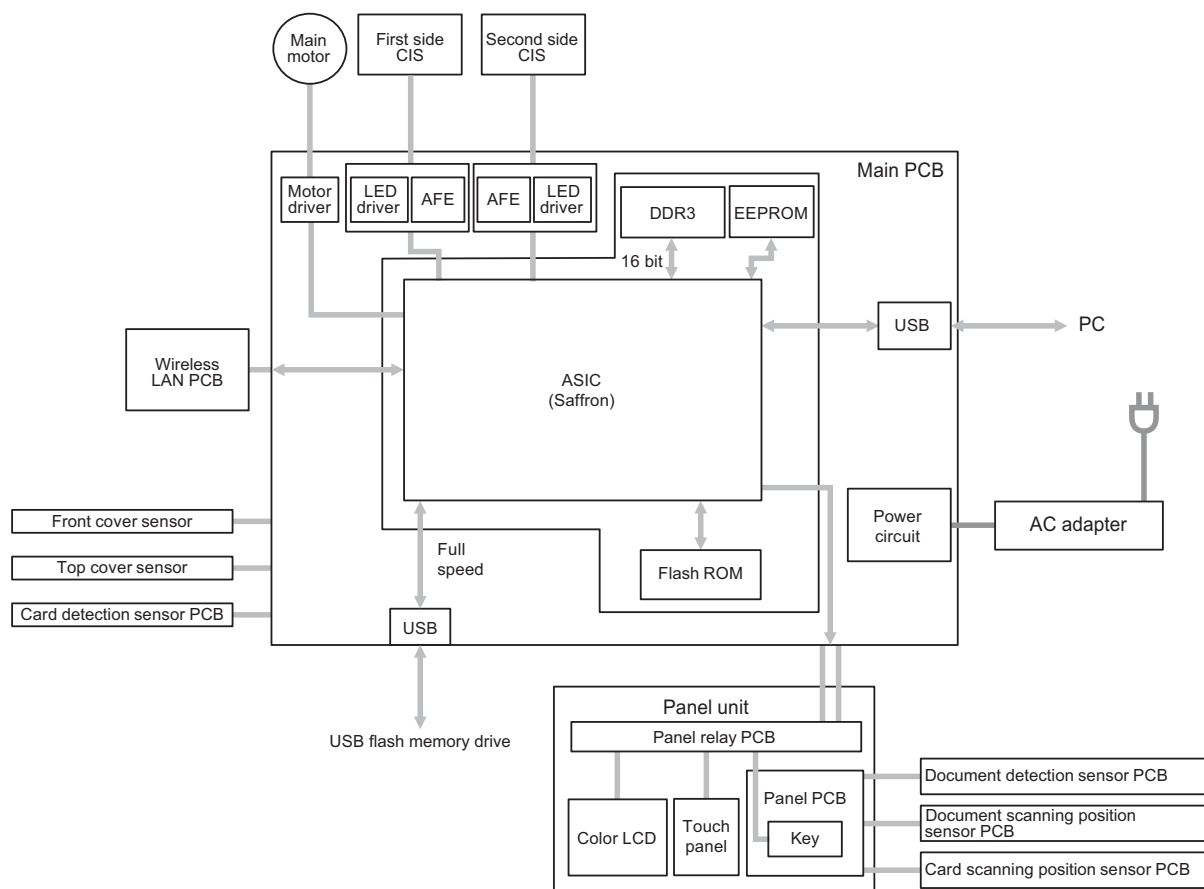 Main
motor
First side
CIS
Second side
CIS
Main PCB
Motor
driver
LED
driver
AFE
AFE
LED
driver
DDR3
EEPROM
16 bit
USB
PC
Wireless
LAN PCB
ASIC
(Saffron)
Front cover sensor
Top cover sensor
Card detection sensor PCB
Full
speed
Flash ROM
Power
circuit
AC adapter
USB
USB flash memory drive
Panel unit
Panel relay PCB
Color LCD
Touch
panel
Panel PCB
Key
Document detection sensor PCB
Document scanning position
sensor PCB
Card scanning position sensor PCB